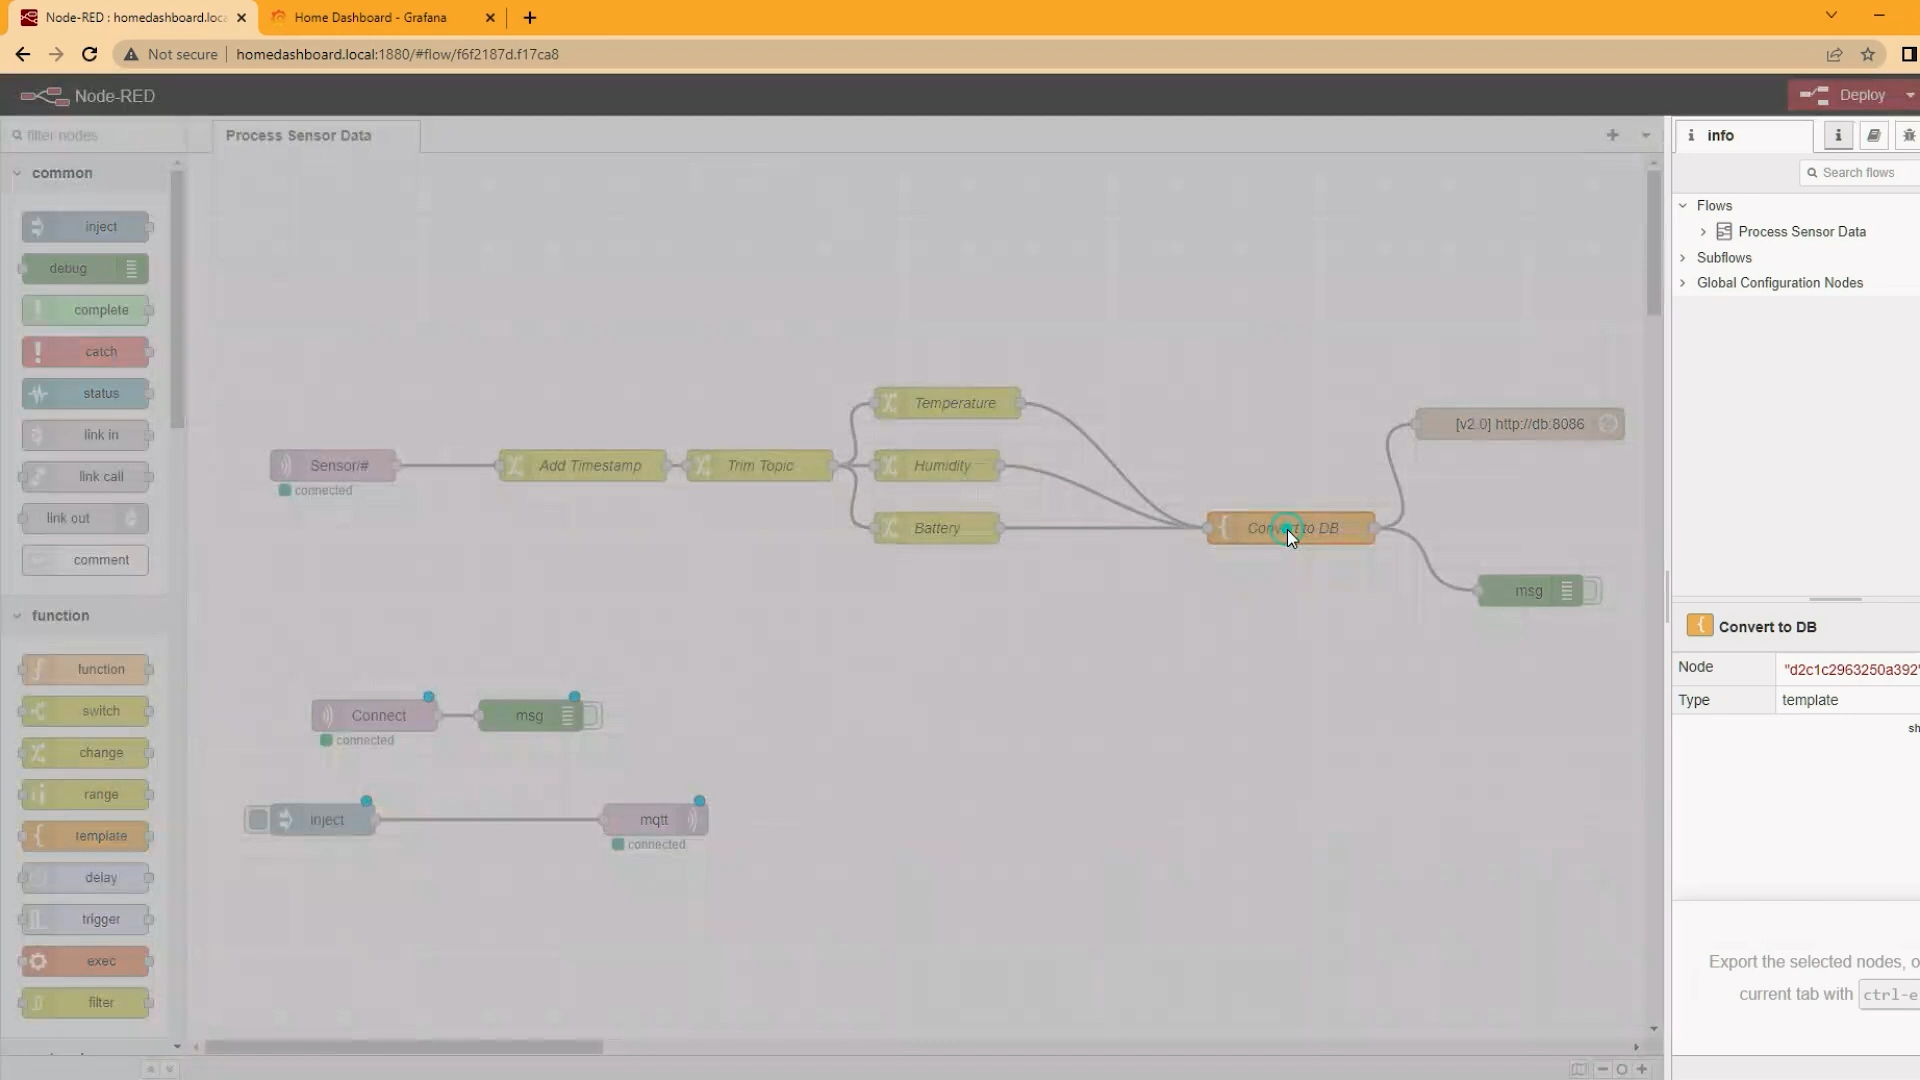 Node-RED : homedashboard.loca
Home Dashboard - Grafana
Not secure
homedashboard.local:1880/#flow/f6f2187d.f17ca8
Node-RED
Deploy
filter nodes
Process Sensor Data
info
common
Search flows
Flows
Process Sensor Data
Subflows
Global Configuration Nodes
inject
debug
complete
catch
status
link in
link call
link out
comment
Temperature
[v2.0] http://db:8086
Sensor/#
connected
Add Timestamp
Trim Topic
Humidity
Battery
Convert to DB
msg
function
Convert to DB
Node
"d2c1c2963250a392"
Type
template
sh
function
switch
change
range
template
delay
trigger
exec
filter
Connect
connected
msg
inject
mqtt
connected
Export the selected nodes, o
current tab with ctrl-e